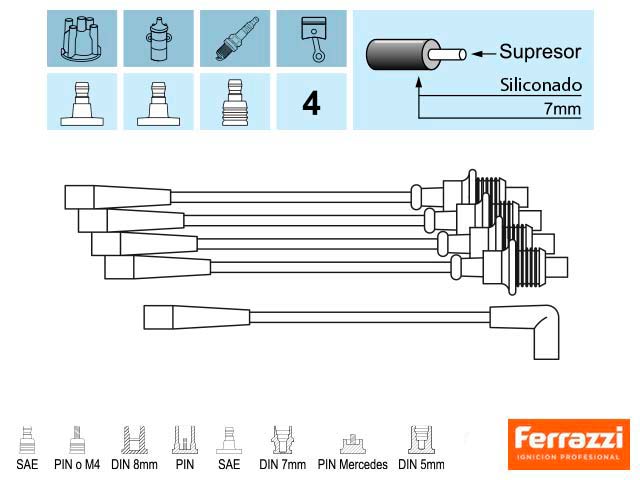 Supresor
Siliconado
7mm
4
SAE PIN o M4 DIN 8mm PIN SAE DIN 7mm PIN Mercedes DIN 5mm
Ferrazzi
IGNICION PROFESIONAL